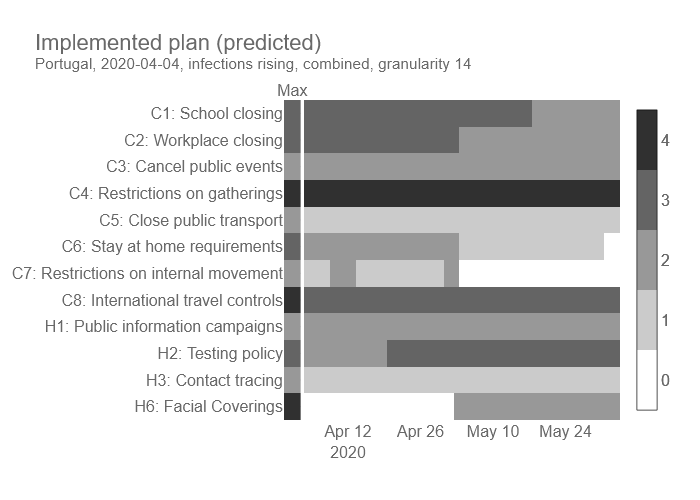 Implemented plan (predicted)
Portugal, 2020-04-04, infections rising, combined, granularity 14
Max
C1: School closing
C2: Workplace closing
C3: Cancel public events
C4: Restrictions on gatherings
C5: Close public transport
C6: Stay at home requirements
C7: Restrictions on internal movement
C8: International travel controls
H1: Public information campaigns
H2: Testing policy
H3: Contact tracing
H6: Facial Coverings
4
3
2
1
0
Apr 12 Apr 26 May 10 May 24
2020